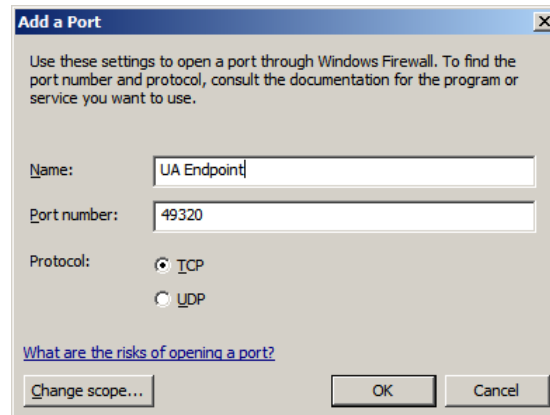 Add a Port
Use these settings to open a port through Windows Firewall. To find the
port number and protocol, consult the documentation for the program or
service you want to use.
Name: UA Endpoint
Port number: 49320
Protocol: TCP
UDP
What are the risks of opening a port?
Change scope... OK Cancel